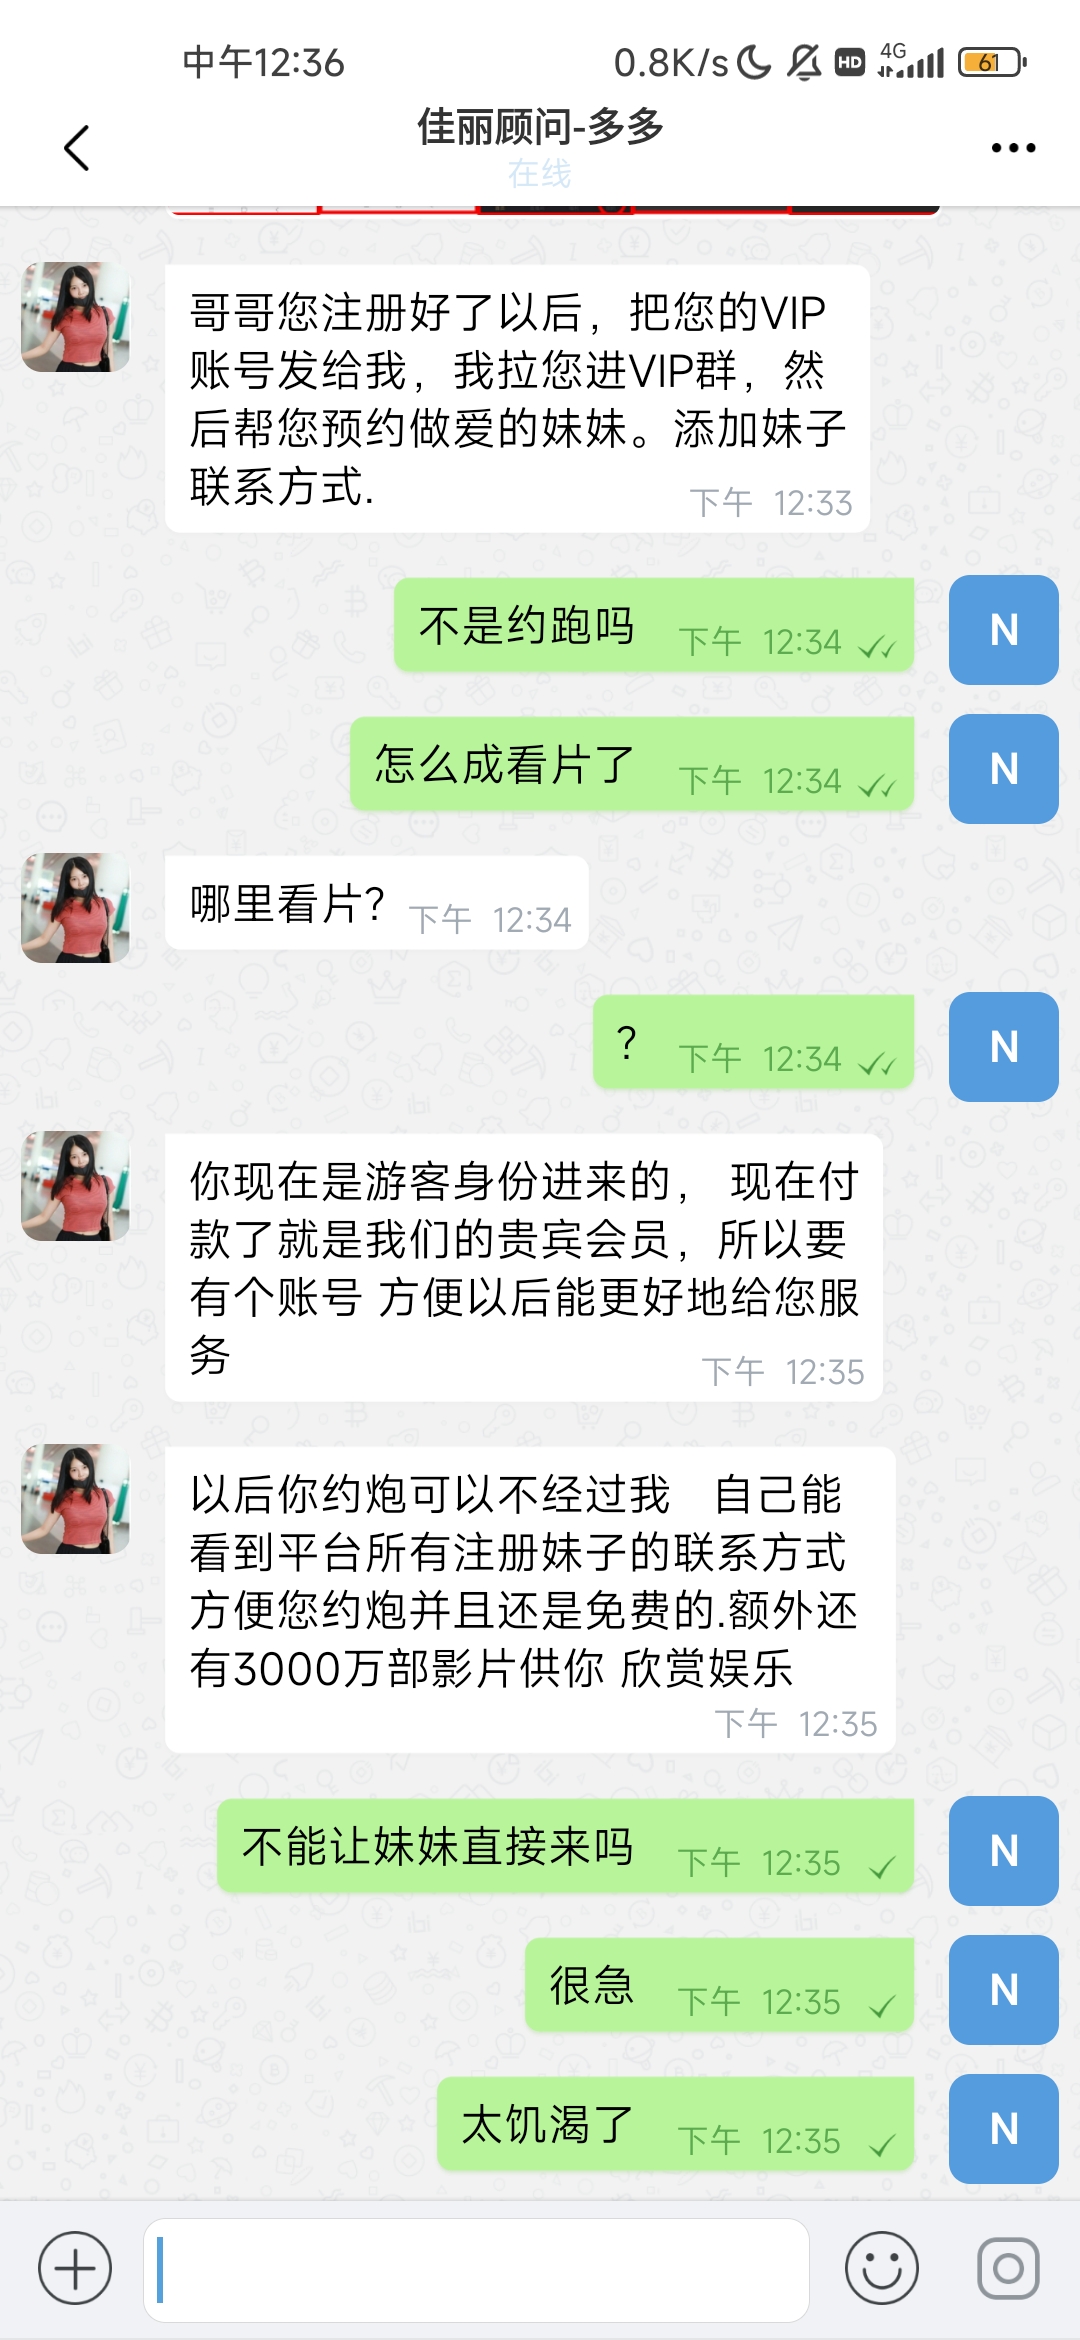 中午12:36
0.8K/s
HD
4G
61
佳丽顾问-多多
在线
哥哥您注册好了以后，把您的VIP
账号发给我，我拉您进VIP群，然
后帮您预约做爱的妹妹。添加妹子
联系方式.
下午 12:33
不是约跑吗
下午 12:34
N
怎么成看片了
下午 12:34
N
哪里看片？
下午 12:34
？
下午 12:34
N
你现在是游客身份进来的， 现在付
款了就是我们的贵宾会员，所以要
有个账号 方便以后能更好地给您服
务
下午 12:35
以后你约炮可以不经过我 自己能
看到平台所有注册妹子的联系方式
方便您约炮并且还是免费的.额外还
有3000万部影片供你 欣赏娱乐
下午 12:35
不能让妹妹直接来吗
下午 12:35
N
很急
下午 12:35
N
太饥渴了
下午 12:35
N